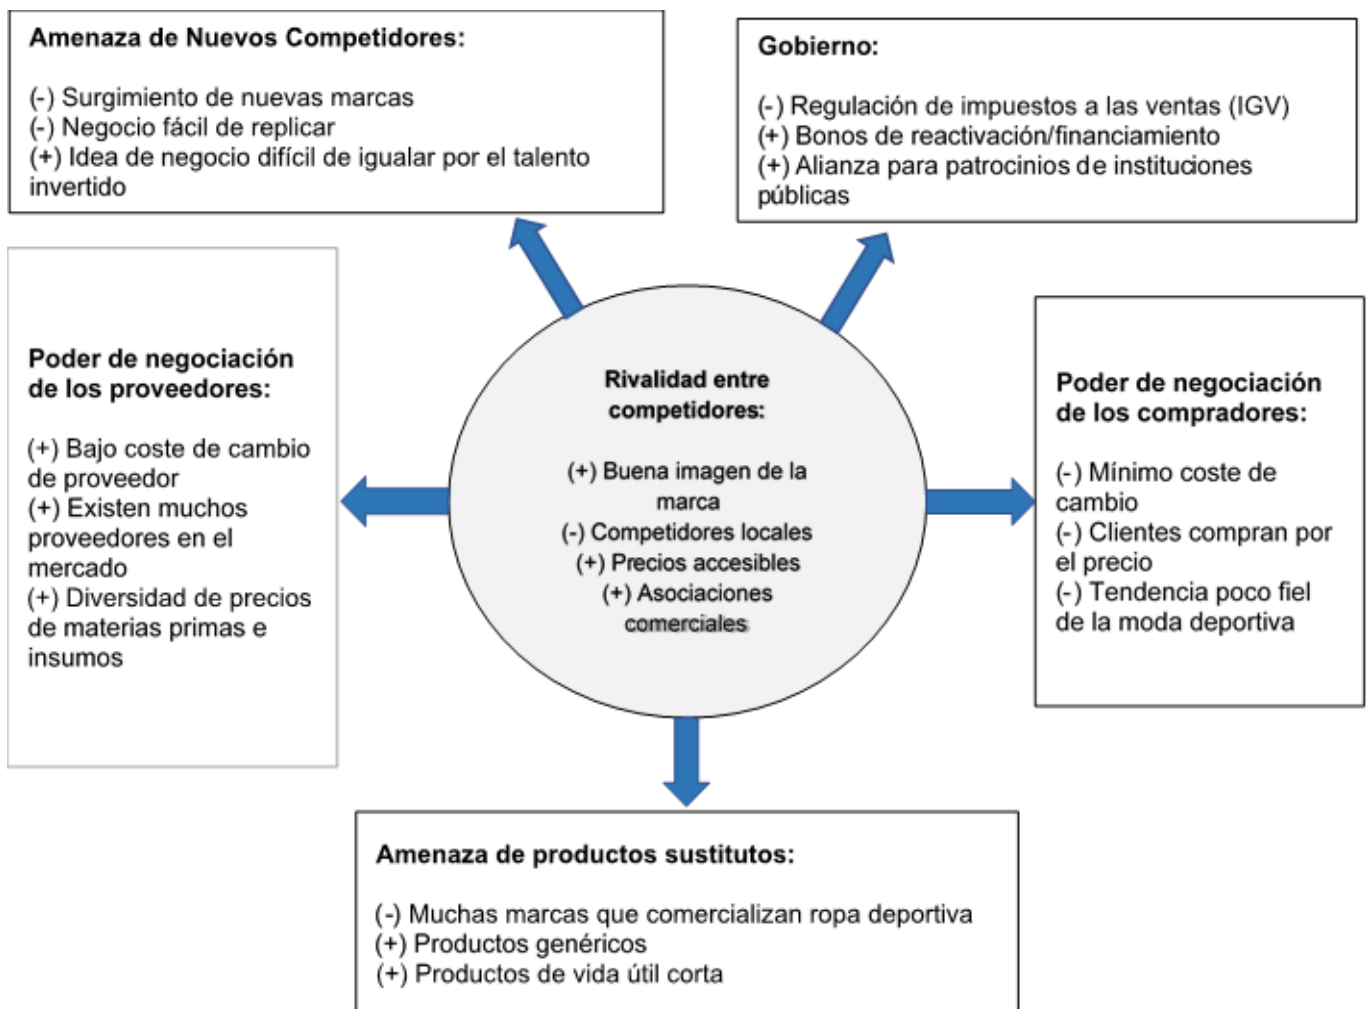 Amenaza de Nuevos Competidores:
(-) Surgimiento de nuevas marcas
(-) Negocio fácil de replicar
(+) Idea de negocio difícil de igualar por el talento
invertido
Gobierno:
(-) Regulación de impuestos a las ventas (IGV)
(+) Bonos de reactivación/financiamiento
(+) Alianza para patrocinios de instituciones
públicas
Poder de negociación
de los proveedores:
(+) Bajo coste de cambio
de proveedor
(+) Existen muchos
proveedores en el
mercado
(+) Diversidad de precios
de materias primas e
insumos
Rivalidad entre
competidores:
(+) Buena imagen de la
marca
(-) Competidores locales
(+) Precios accesibles
(+) Asociaciones
comerciales
Poder de negociación
de los compradores:
(-) Mínimo coste de
cambio
(-) Clientes compran por
el precio
(-) Tendencia poco fiel
de la moda deportiva
Amenaza de productos sustitutos:
(-) Muchas marcas que comercializan ropa deportiva
(+) Productos genéricos
(+) Productos de vida útil corta